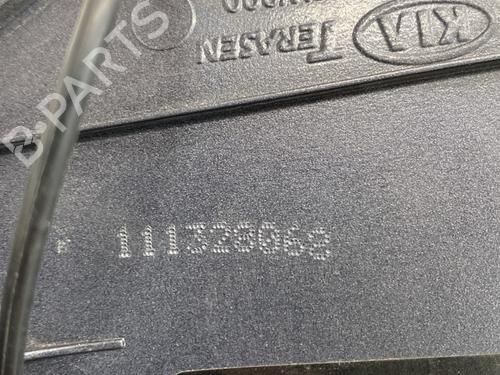 KIA
TERASEN
111328068
B-PARTS